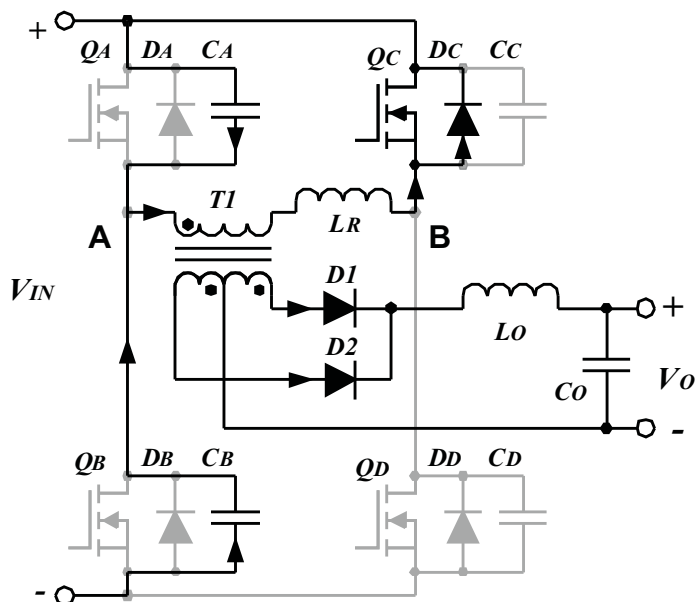 +
QA DA CA
QC DC CC
T1
LR
A
B
VIN
D1
D2
LO
+
CO
VO
-
QB DB CB
QD DD CD
-